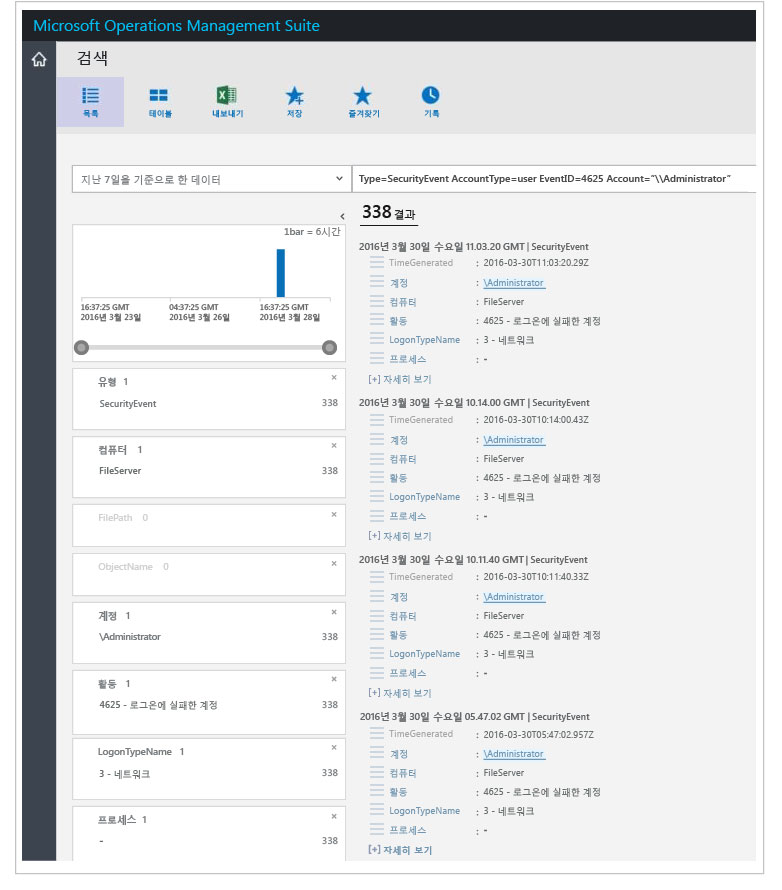 Microsoft Operations Management Suite
검색
목록
테이블
내보내기
저장
즐겨찾기
기록
지난 7일을 기준으로 한 데이터
Type=SecurityEvent AccountType=user EventID=4625 Account="\\Administrator"
1bar = 6시간
16:37:25 GMT
2016년 3월 23일
04:37:25 GMT
2016년 3월 26일
16:37:25 GMT
2016년 3월 28일
유형 1
SecurityEvent 338
컴퓨터 1
FileServer 338
FilePath 0
ObjectName 0
계정 1
\Administrator 338
활동 1
4625 - 로그온에 실패한 계정 338
LogonTypeName 1
3 - 네트워크 338
프로세스 1
- 338
338 결과
2016년 3월 30일 수요일 11.03.20 GMT | SecurityEvent
TimeGenerated : 2016-03-30T11:03:20.29Z
계정 : \Administrator
컴퓨터 : FileServer
활동 : 4625 - 로그온에 실패한 계정
LogonTypeName : 3 - 네트워크
프로세스 : -
[+] 자세히 보기
2016년 3월 30일 수요일 10.14.00 GMT | SecurityEvent
TimeGenerated : 2016-03-30T10:14:00.43Z
계정 : \Administrator
컴퓨터 : FileServer
활동 : 4625 - 로그온에 실패한 계정
LogonTypeName : 3 - 네트워크
프로세스 : -
[+] 자세히 보기
2016년 3월 30일 수요일 10.11.40 GMT | SecurityEvent
TimeGenerated : 2016-03-30T10:11:40.33Z
계정 : \Administrator
컴퓨터 : FileServer
활동 : 4625 - 로그온에 실패한 계정
LogonTypeName : 3 - 네트워크
프로세스 : -
[+] 자세히 보기
2016년 3월 30일 수요일 05.47.02 GMT | SecurityEvent
TimeGenerated : 2016-03-30T05:47:02.957Z
계정 : \Administrator
컴퓨터 : FileServer
활동 : 4625 - 로그온에 실패한 계정
LogonTypeName : 3 - 네트워크
프로세스 : -
[+] 자세히 보기